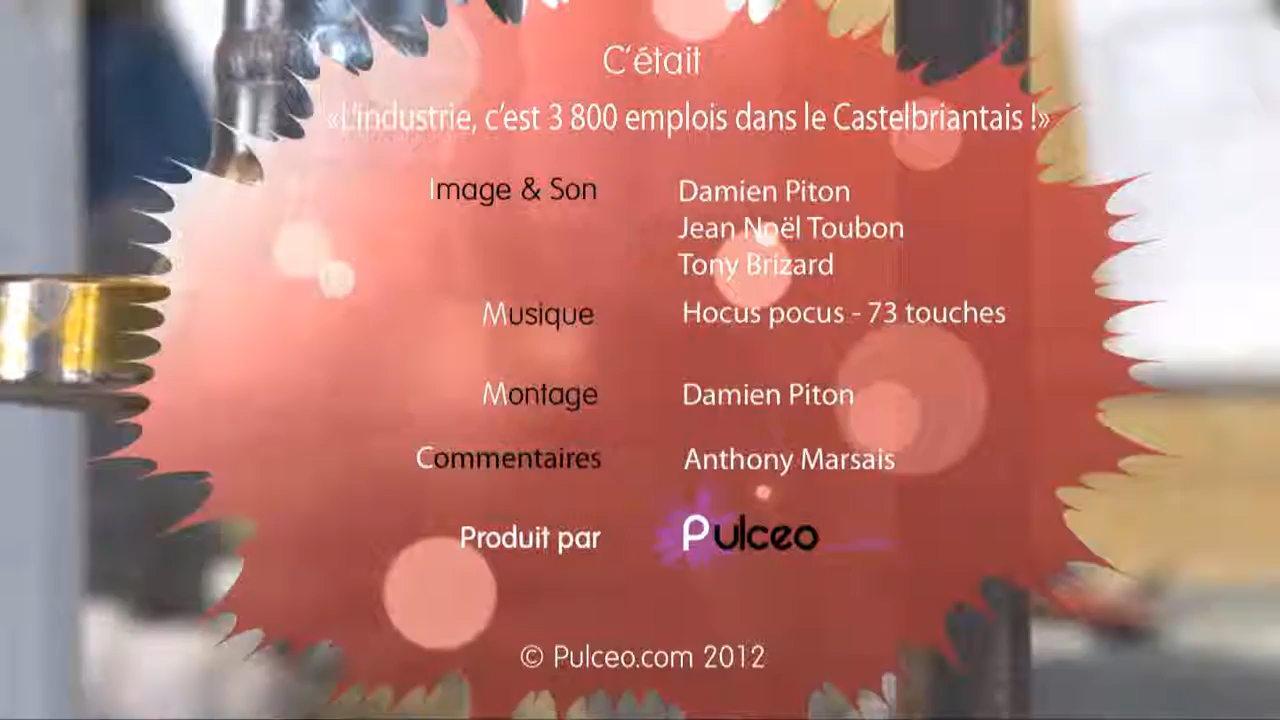 C'était
«L'industrie, c'est 3 800 emplois dans le Castelbriantais !»
Image & Son Damien Piton
Jean Noël Toubon
Tony Brizard
Musique Hocus pocus - 73 touches
Montage Damien Piton
Commentaires Anthony Marsais
Produit par Pulceo
© Pulceo.com 2012